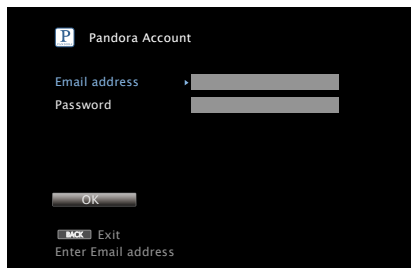 P Pandora Account
Email address
Password
OK
BACK Exit
Enter Email address